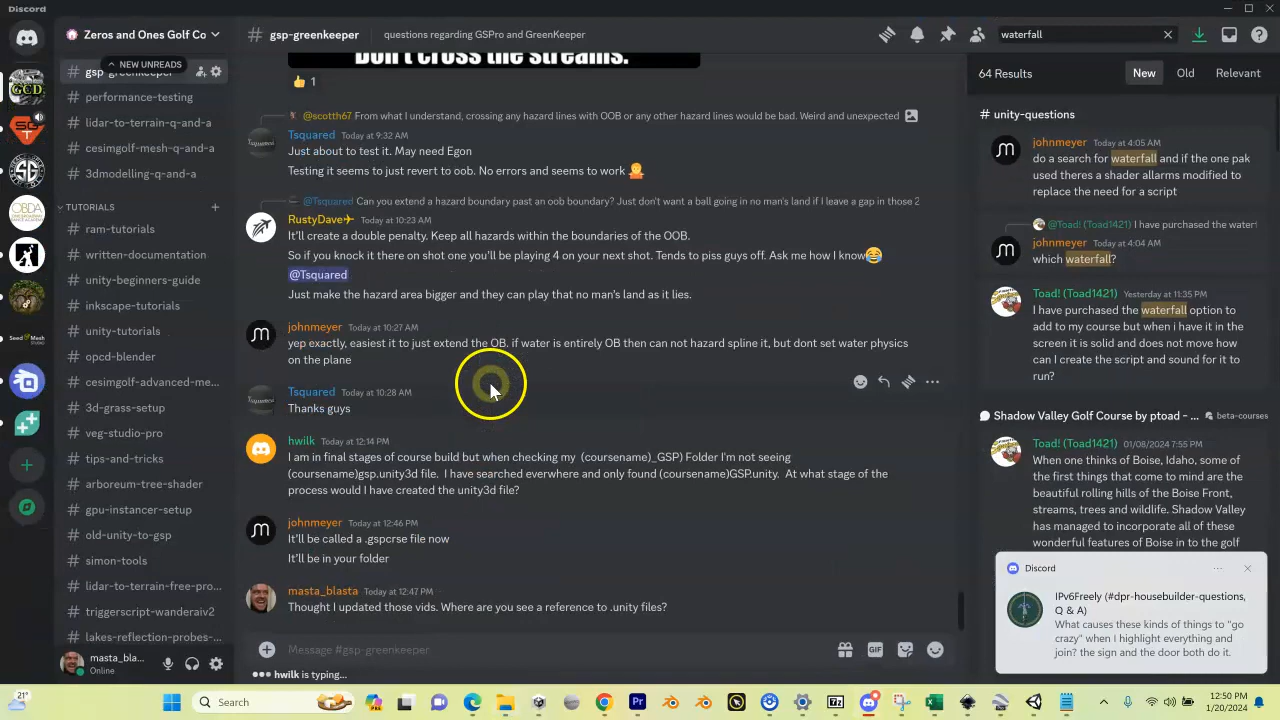 Discord
Zeros and Ones Golf Co
# gsp-greenkeeper
questions regarding GSPro and GreenKeeper
waterfall
NEW UNREADS
# performance-testing
# lidar-to-terrain-q-and-a
# cesimgolf-mesh-q-and-a
# 3dmodelling-q-and-a
TUTORIALS
# ram-tutorials
# written-documentation
# unity-beginners-guide
# inkscape-tutorials
# unity-tutorials
# opcd-blender
# cesimgolf-advanced-me...
# 3d-grass-setup
# veg-studio-pro
# tips-and-tricks
# arboreum-tree-shader
# gpu-instancer-setup
# old-unity-to-gsp
# simon-tools
# lidar-to-terrain-free-pro...
# triggerscript-wanderaiv2
# lakes-reflection-probes...
masta_bla...
Online
Don't cross the streams.
1
@scotth67 From what I understand, crossing any hazard lines with OOB or any other hazard lines would be bad. Weird and unexpected
Tsquared Today at 9:32 AM
Just about to test it. May need Egon
Testing it seems to just revert to oob. No errors and seems to work
@Tsquared Can you extend a hazard boundary past an oob boundary? Just don't want a ball going in no man's land if I leave a gap in those 2
RustyDave✈ Today at 10:23 AM
It'll create a double penalty. Keep all hazards within the boundaries of the OOB.
So if you knock it there on shot one you'll be playing 4 on your next shot. Tends to piss guys off. Ask me how I know
@Tsquared
Just make the hazard area bigger and they can play that no man's land as it lies.
johnmeyer Today at 10:27 AM
yep exactly, easiest it to just extend the OB. if water is entirely OB then can not hazard spline it, but dont set water physics
on the plane
Tsquared Today at 10:28 AM
Thanks guys
hwilk Today at 12:14 PM
I am in final stages of course build but when checking my (coursename)_GSP) Folder I'm not seeing
(coursename)gsp.unity3d file. I have searched everywhere and only found (coursename)GSP.unity. At what stage of the
process would I have created the unity3d file?
johnmeyer Today at 12:46 PM
It'll be called a .gspcrse file now
It'll be in your folder
masta_blasta Today at 12:47 PM
Thought I updated those vids. Where are you see a reference to .unity files?
Message #gsp-greenkeeper
GIF
hwilk is typing...
64 Results
New
Old
Relevant
# unity-questions
johnmeyer Today at 4:05 AM
do a search for waterfall and if the one pak
used theres a shader allarms modified to
replace the need for a script
@Toad! (Toad1421) I have purchased the water
johnmeyer Today at 4:04 AM
which waterfall?
Toad! (Toad1421) Yesterday at 11:35 PM
I have purchased the waterfall option to
add to my course but when i have it in the
screen it is solid and does not move how
can I create the script and sound for it to
run?
Shadow Valley Golf Course by ptoad - ...
beta-courses
Toad! (Toad1421) 01/08/2024 7:55 PM
When one thinks of Boise, Idaho, some of
the first things that come to mind are the
beautiful rolling hills of the Boise Front,
streams, trees and wildlife. Shadow
Valley has managed to incorporate all of
these wonderful features of Boise in to the golf
Discord
IPV6Freely (#dpr-housebuilder-questions,
Q & A)
What causes these kinds of things to "go
crazy" when I highlight everything and
join? the sign and the door both do it.
21°
Search
12:50 PM
1/20/2024